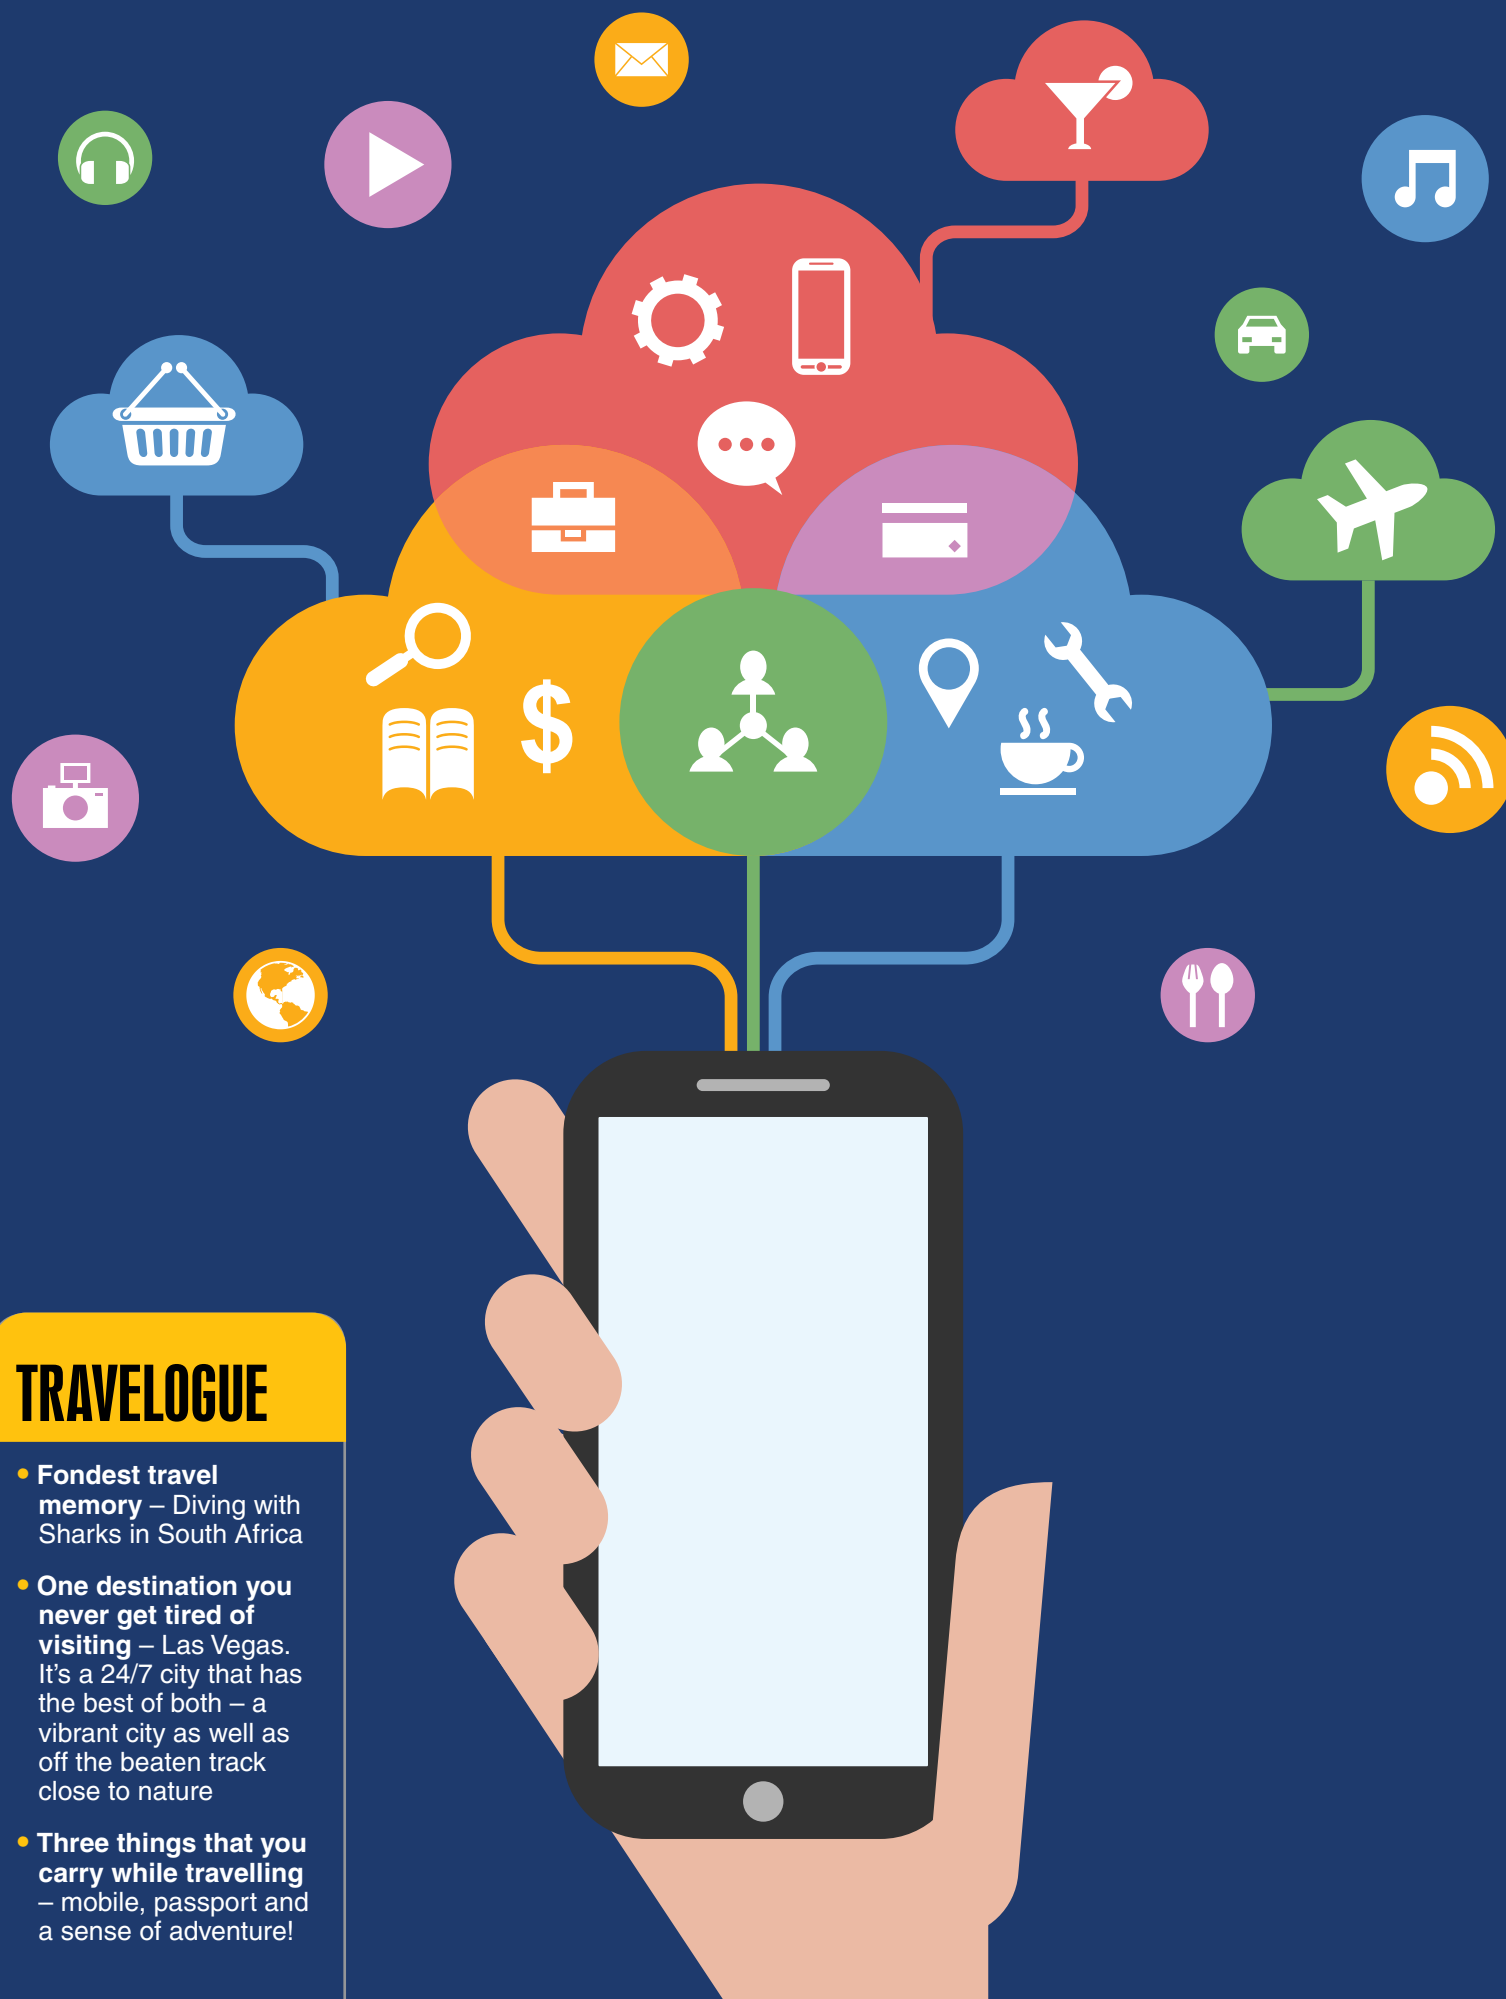 TRAVELOGUE
• Fondest travel
memory – Diving with
Sharks in South Africa
• One destination you
never get tired of
visiting – Las Vegas.
It’s a 24/7 city that has
the best of both – a
vibrant city as well as
off the beaten track
close to nature
• Three things that you
carry while travelling
– mobile, passport and
a sense of adventure!
$